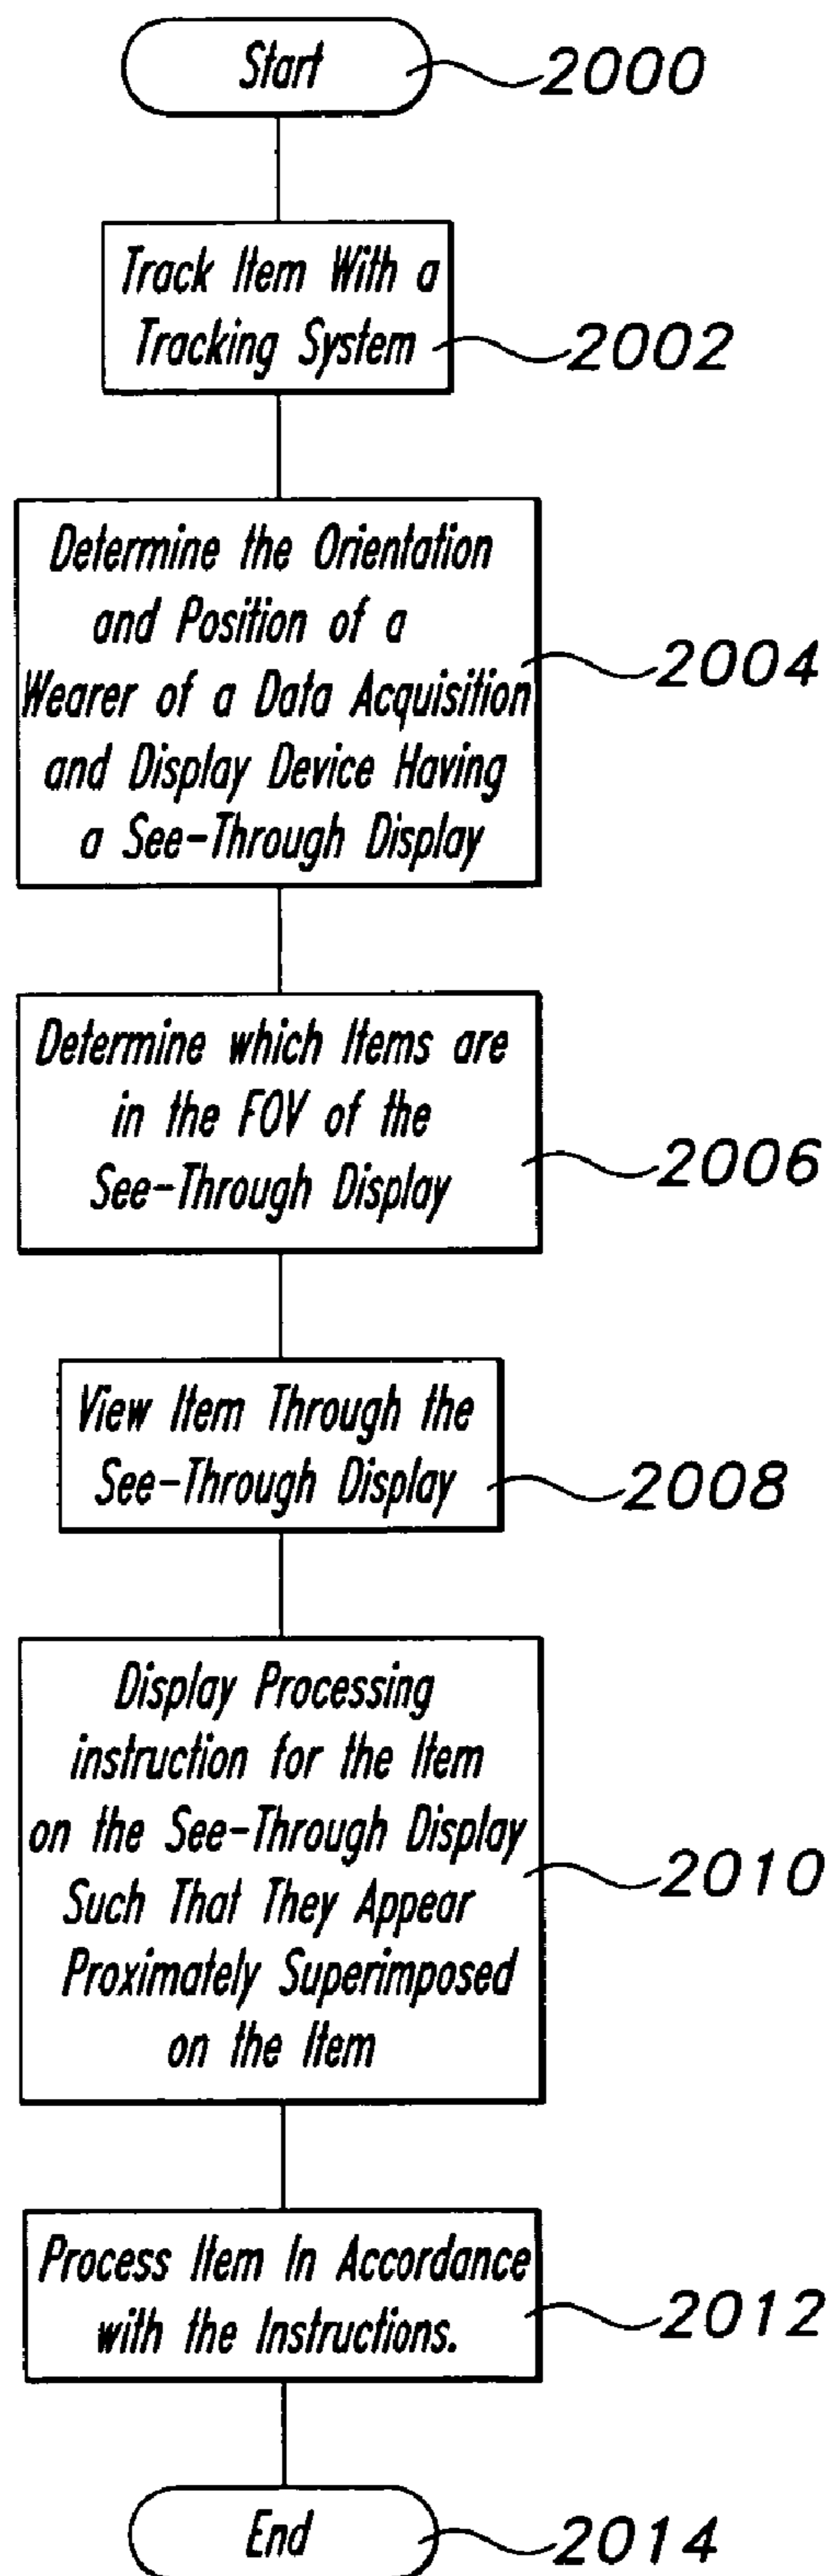 Start
2000
Track Item With a
Tracking System
2002
Determine the Orientation
and Position of a
Wearer of a Data Acquisition
and Display Device Having
a See-Through Display
2004
Determine which Items are
in the FOV of the
See-Through Display
2006
View Item Through the
See-Through Display
2008
Display Processing
instruction for the Item
on the See-Through Display
Such That They Appear
Proximately Superimposed
on the Item
2010
Process Item In Accordance
with the Instructions.
2012
End
2014